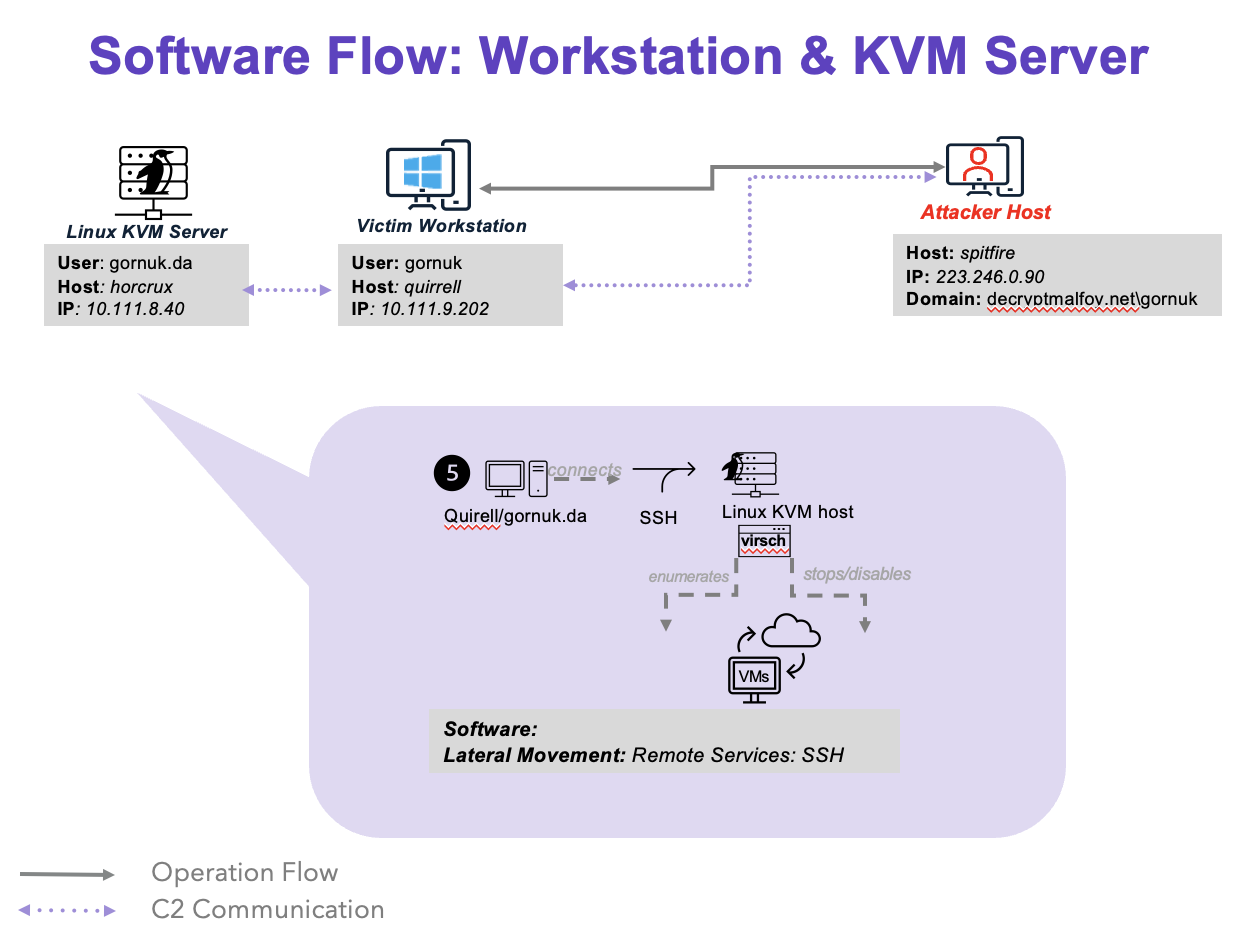 Software Flow: Workstation & KVM Server
Linux KVM Server
User: gornuk.da
Host: horcrux
IP: 10.111.8.40
Victim Workstation
User: gornuk
Host: quirrell
IP: 10.111.9.202
Attacker Host
Host: spitfire
IP: 223.246.0.90
Domain: decryptmalfoy.net\gornuk
5
connects
Quirell/gornuk.da
SSH
Linux KVM host
virsch
enumerates
stops/disables
VMs
Software:
Lateral Movement: Remote Services: SSH
Operation Flow
C2 Communication